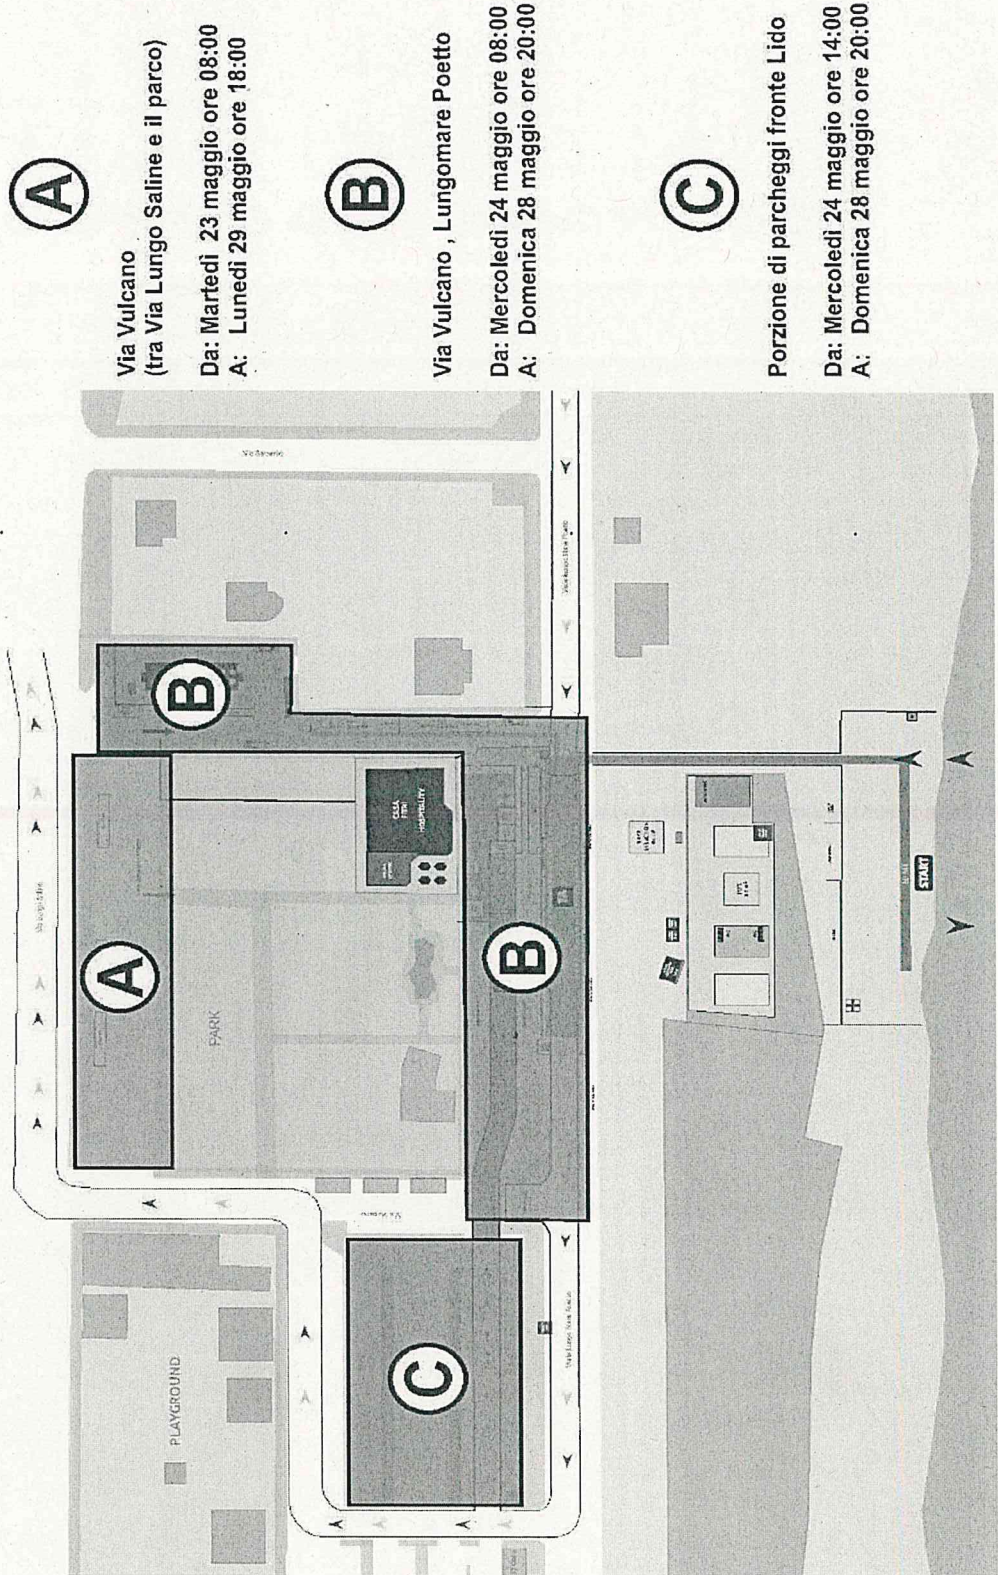 A
Via Vulcano
(tra Via Lungo Saline e il parco)
Da: Martedì 23 maggio ore 08:00
A: Lunedì 29 maggio ore 18:00
B
Via Vulcano , Lungomare Poetto
Da: Mercoledì 24 maggio ore 08:00
A: Domenica 28 maggio ore 20:00
C
Porzione di parcheggi fronte Lido
Da: Mercoledì 24 maggio ore 14:00
A: Domenica 28 maggio ore 20:00
A
B
PARK
CASA
HOSPITALITY
B
C
PLAYGROUND
START